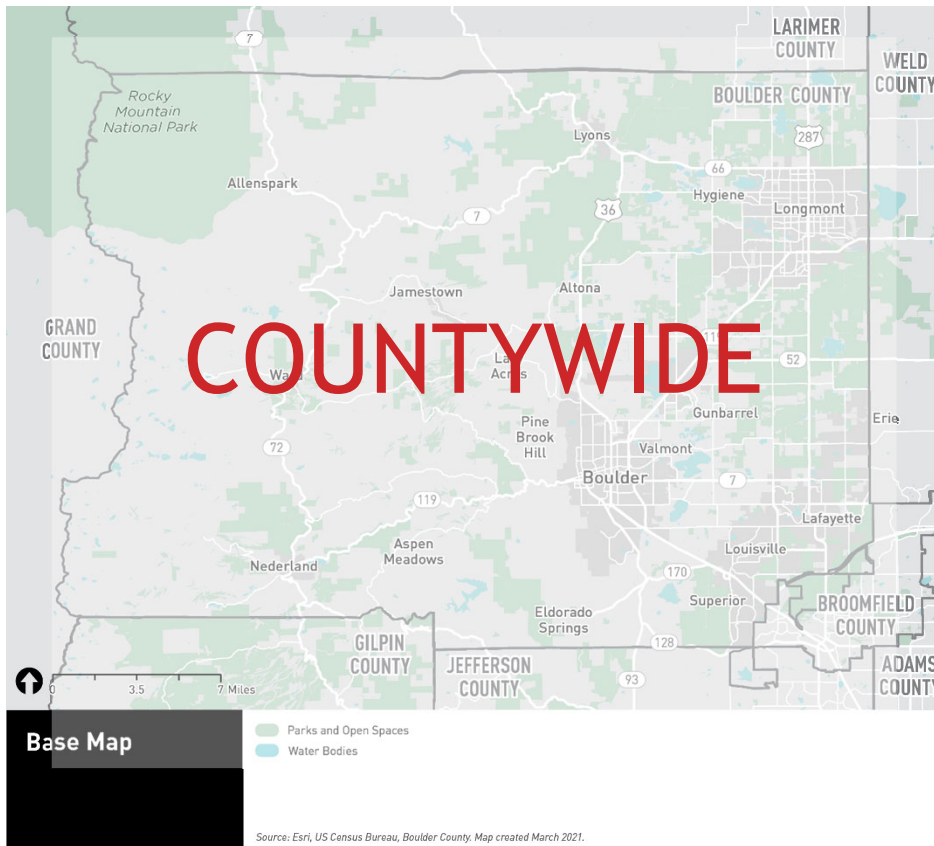 7
LARIMER
COUNTY
WELD
COUNTY
Rocky
Mountain
National Park
BOULDER COUNTY
287
Lyons
66
Allenspark
Hygiene
Longmont
7
36
Jamestown
Altona
GRAND
COUNTY
COUNTYWIDE
52
Gunbarrel
Erie
Pine
Brook
Hill
72
Valmont
Boulder
7
119
Lafayette
Aspen
Meadows
Louisville
Nederland
170
Superior
BROOMFIELD
COUNTY
Eldorado
Springs
GILPIN
COUNTY
128
JEFFERSON
COUNTY
ADAMS
COUNTY
93
0
3.5
7 Miles
Base Map
Parks and Open Spaces
Water Bodies
Source: Esri, US Census Bureau, Boulder County. Map created March 2021.